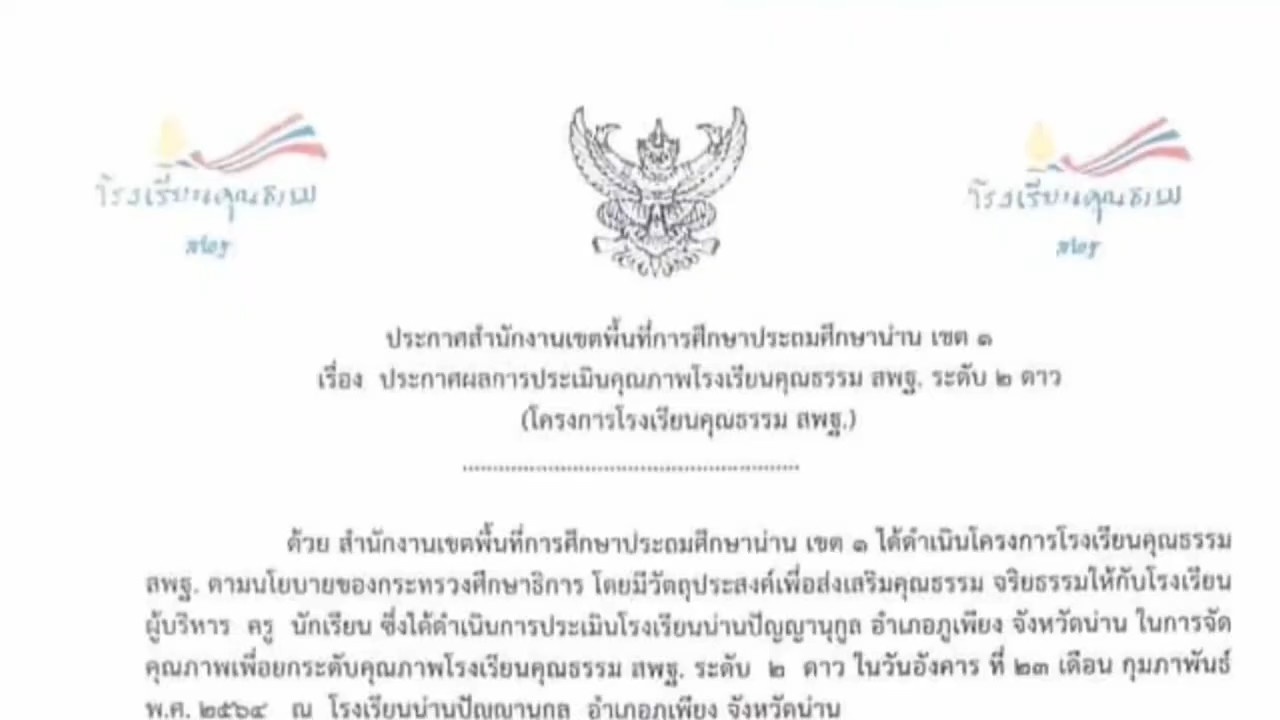 โรงเรียนคุณธรรม
สพฐ
โรงเรียนคุณธรรม
สพฐ
ประกาศสำนักงานเขตพื้นที่การศึกษาประถมศึกษาน่าน เขต ๑
เรื่อง ประกาศผลการประเมินคุณภาพโรงเรียนคุณธรรม สพฐ. ระดับ ๒ ดาว
(โครงการโรงเรียนคุณธรรม สพฐ.)
ด้วย สำนักงานเขตพื้นที่การศึกษาประถมศึกษาน่าน เขต ๑ ได้ดำเนินโครงการโรงเรียนคุณธรรม
สพฐ. ตามนโยบายของกระทรวงศึกษาธิการ โดยมีวัตถุประสงค์เพื่อส่งเสริมคุณธรรม จริยธรรมให้กับโรงเรียน
ผู้บริหาร ครู นักเรียน ซึ่งได้ดำเนินการประเมินโรงเรียนน่านปัญญานุกูล อำเภอภูเพียง จังหวัดน่าน ในการจัด
คุณภาพเพื่อยกระดับคุณภาพโรงเรียนคุณธรรม สพฐ. ระดับ ๒ ดาว ในวันอังคาร ที่ ๒๓ เดือน กุมภาพันธ์
พ.ศ. ๒๕๖๔ ณ โรงเรียนน่านปัญญานุกูล อำเภอภูเพียง จังหวัดน่าน